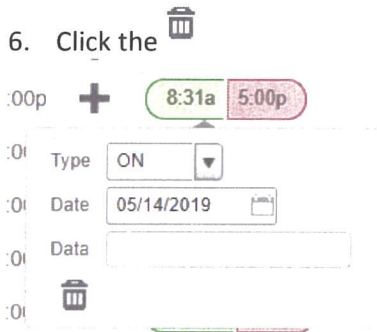 6. Click the
:00p + 8:31a 5:00p
Type ON
Date 05/14/2019
Data